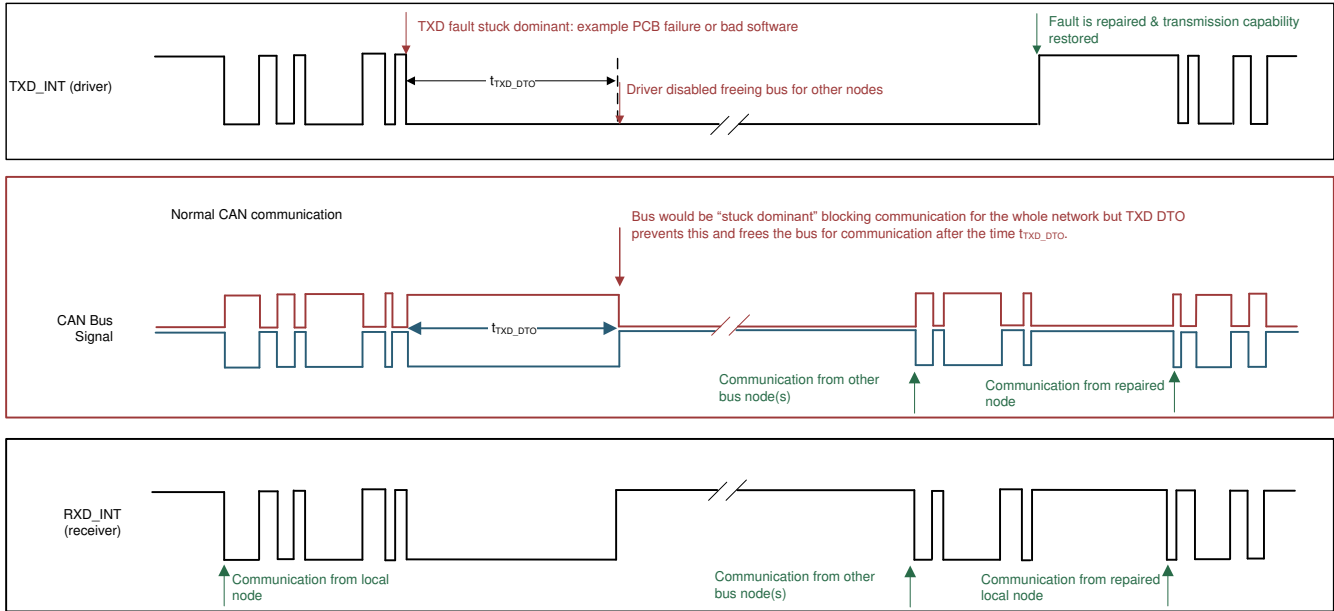 TXD fault stuck dominant: example PCB failure or bad software
Fault is repaired & transmission capability
restored
TXD_INT (driver)
tTXD_DTO
Driver disabled freeing bus for other nodes
Normal CAN communication
Bus would be “stuck dominant” blocking communication for the whole network but TXD DTO
prevents this and frees the bus for communication after the time tTXD_DTO.
CAN Bus
Signal
tTXD_DTO
Communication from other
bus node(s)
Communication from repaired
node
RXD_INT
(receiver)
Communication from local
node
Communication from other
bus node(s)
Communication from repaired
local node